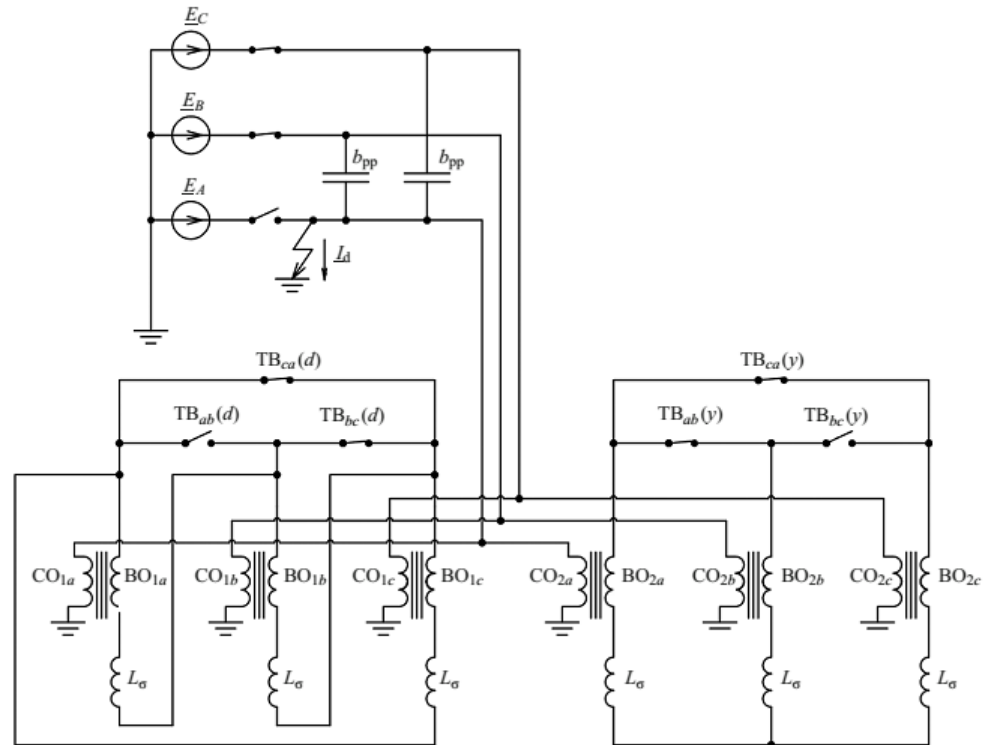 E_C
E_B
b_pp
b_pp
E_A
I_d
TB_ca(d)
TB_ca(y)
TB_ab(d)
TB_bc(d)
TB_ab(y)
TB_bc(y)
CO_1a
BO_1a
CO_1b
BO_1b
CO_1c
BO_1c
CO_2a
BO_2a
CO_2b
BO_2b
CO_2c
BO_2c
L_σ
L_σ
L_σ
L_σ
L_σ
L_σ